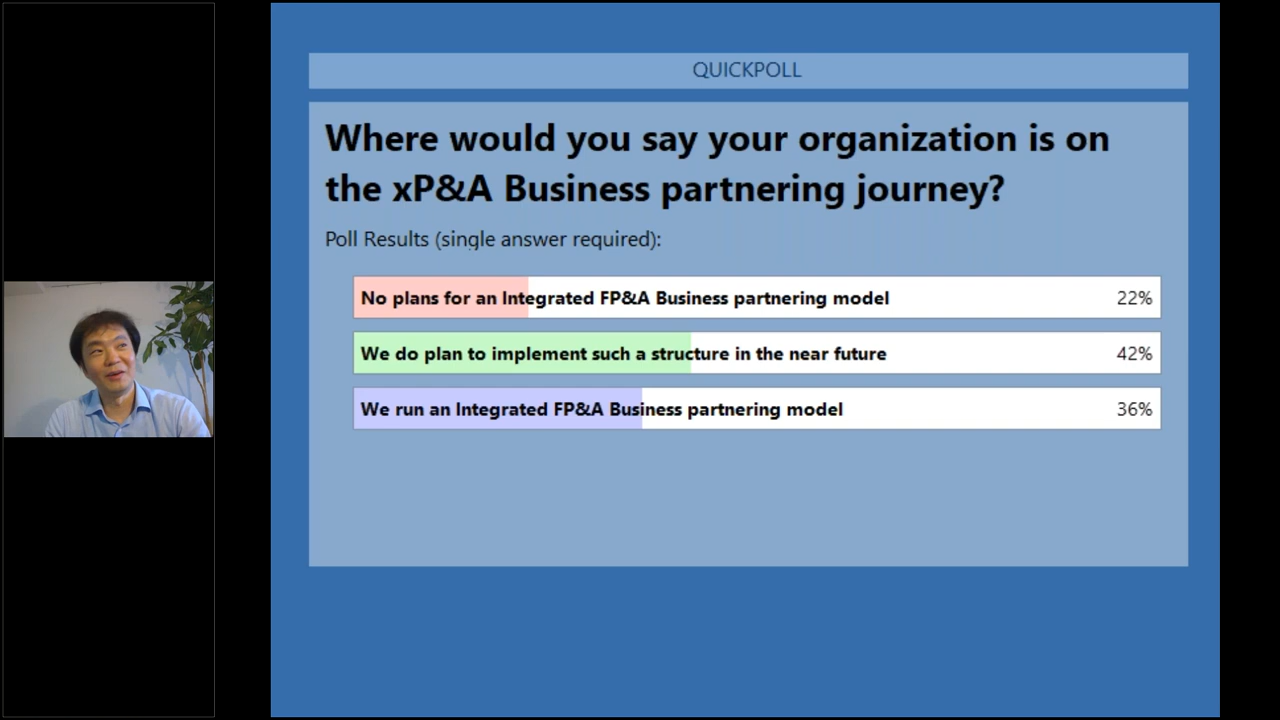 QUICKPOLL
Where would you say your organization is on
the xP&A Business partnering journey?
Poll Results (single answer required):
No plans for an Integrated FP&A Business partnering model 22%
We do plan to implement such a structure in the near future 42%
We run an Integrated FP&A Business partnering model 36%